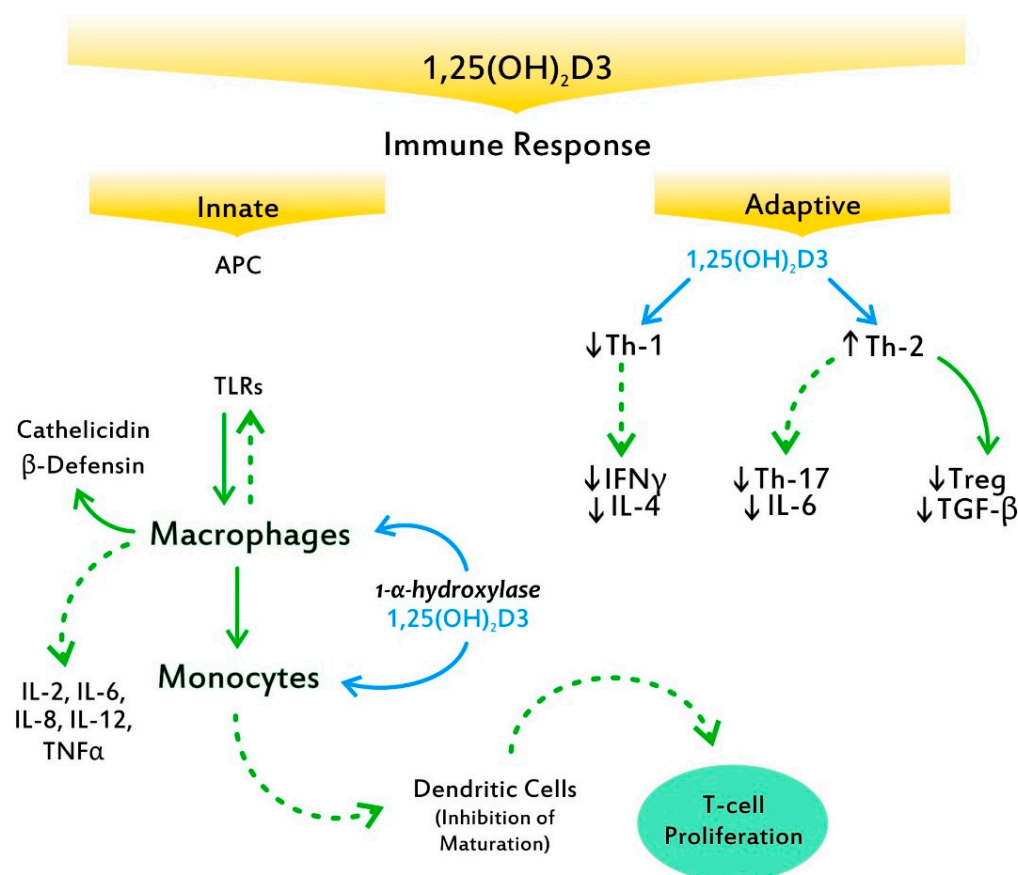 1,25(OH)₂D3
Immune Response
Innate
APC
TLRs
Cathelicidin
β-Defensin
Macrophages
1-α-hydroxylase
1,25(OH)₂D3
Monocytes
IL-2, IL-6,
IL-8, IL-12,
TNFα
Dendritic Cells
(Inhibition of
Maturation)
T-cell
Proliferation
Adaptive
1,25(OH)₂D3
↓Th-1
↑Th-2
↓IFNγ
↓IL-4
↓Th-17
↓IL-6
↓Treg
↓TGF-β